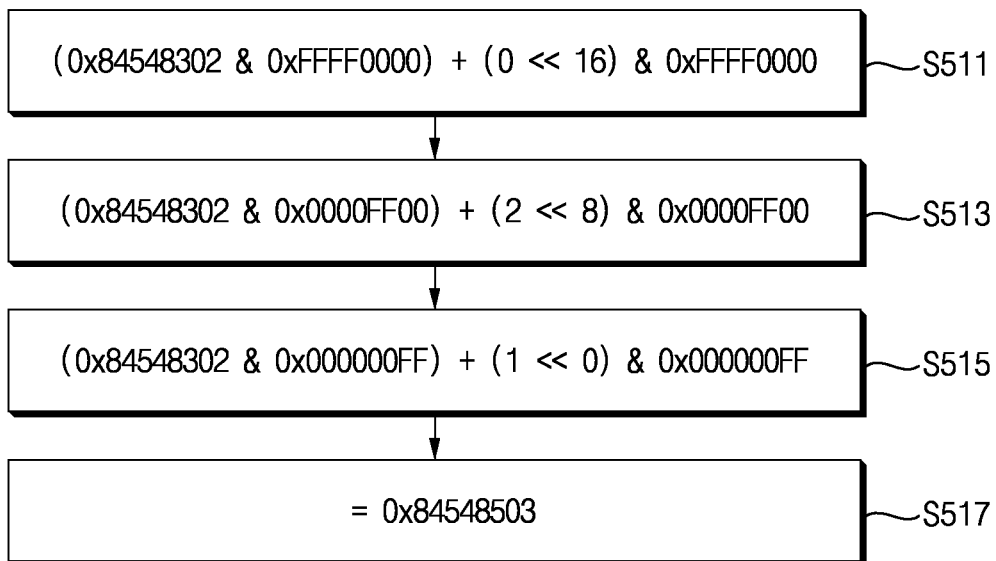 (0x84548302 & 0xFFFF0000) + (0 << 16) & 0xFFFF0000
S511
(0x84548302 & 0x0000FF00) + (2 << 8) & 0x0000FF00
S513
(0x84548302 & 0x000000FF) + (1 << 0) & 0x000000FF
S515
= 0x84548503
S517